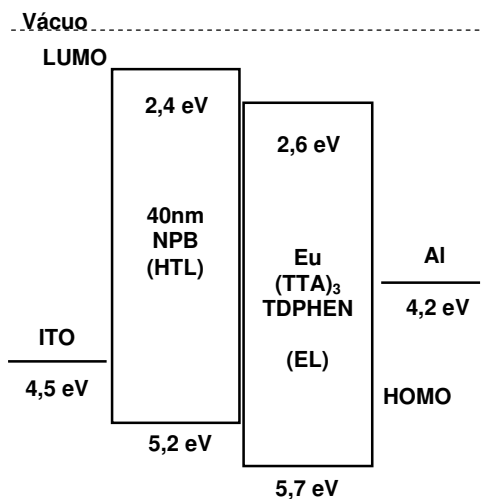 Vácuo
LUMO
2,4 eV
2,6 eV
40nm
NPB
(HTL)
Eu
(TTA)₃
TDPHEN
(EL)
Al
4,2 eV
ITO
4,5 eV
HOMO
5,2 eV
5,7 eV